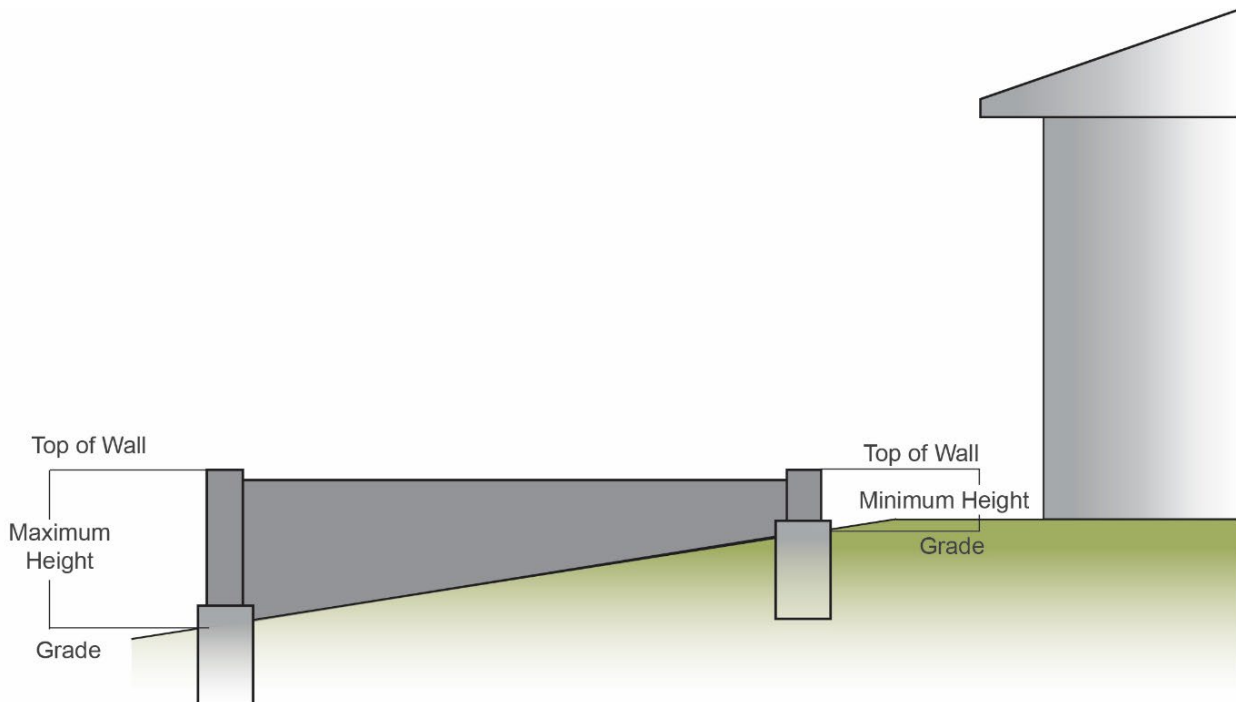 Top of Wall
Maximum
Height
Grade
Top of Wall
Minimum Height
Grade